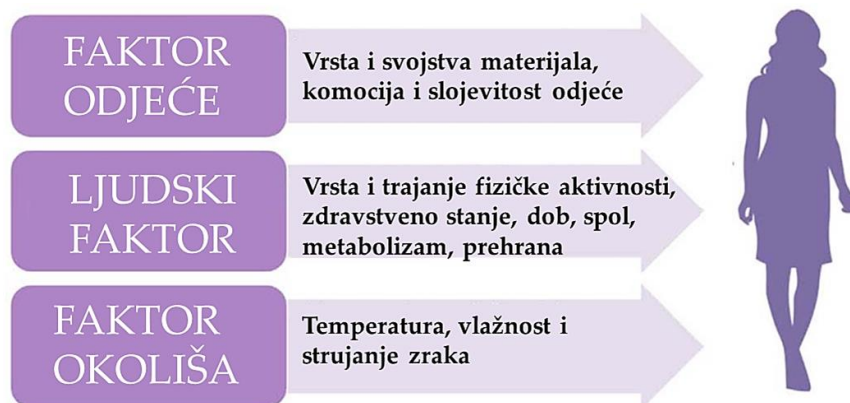 FAKTOR
ODJEĆE
Vrsta i svojstva materijala,
komocija i slojevitost odjeće
LJUDSKI
FAKTOR
Vrsta i trajanje fizičke aktivnosti,
zdravstveno stanje, dob, spol,
metabolizam, prehrana
FAKTOR
OKOLIŠA
Temperatura, vlažnost i
strujanje zraka